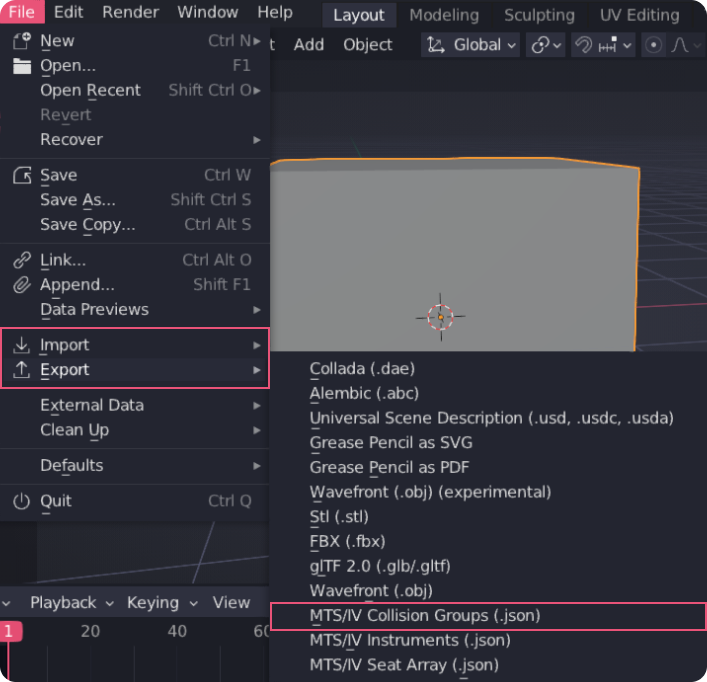 File Edit Render Window Help Layout Modeling Sculpting UV Editing
New Ctrl N
Add Object Global
Open... F1
Open Recent Shift Ctrl O
Revert
Recover
Save Ctrl W
Save As... Shift Ctrl S
Save Copy... Ctrl Alt S
Link... Ctrl Alt O
Append... Shift F1
Data Previews
Import
Export
External Data
Clean Up
Defaults
Quit Ctrl Q
Collada (.dae)
Alembic (.abc)
Universal Scene Description (.usd, .usdc, .usda)
Grease Pencil as SVG
Grease Pencil as PDF
Wavefront (.obj) (experimental)
Stl (.stl)
FBX (.fbx)
glTF 2.0 (.glb/.gltf)
Wavefront (.obj)
MTS/IV Collision Groups (.json)
MTS/IV Instruments (.json)
MTS/IV Seat Array (.json)
Playback Keying View
1 20 40